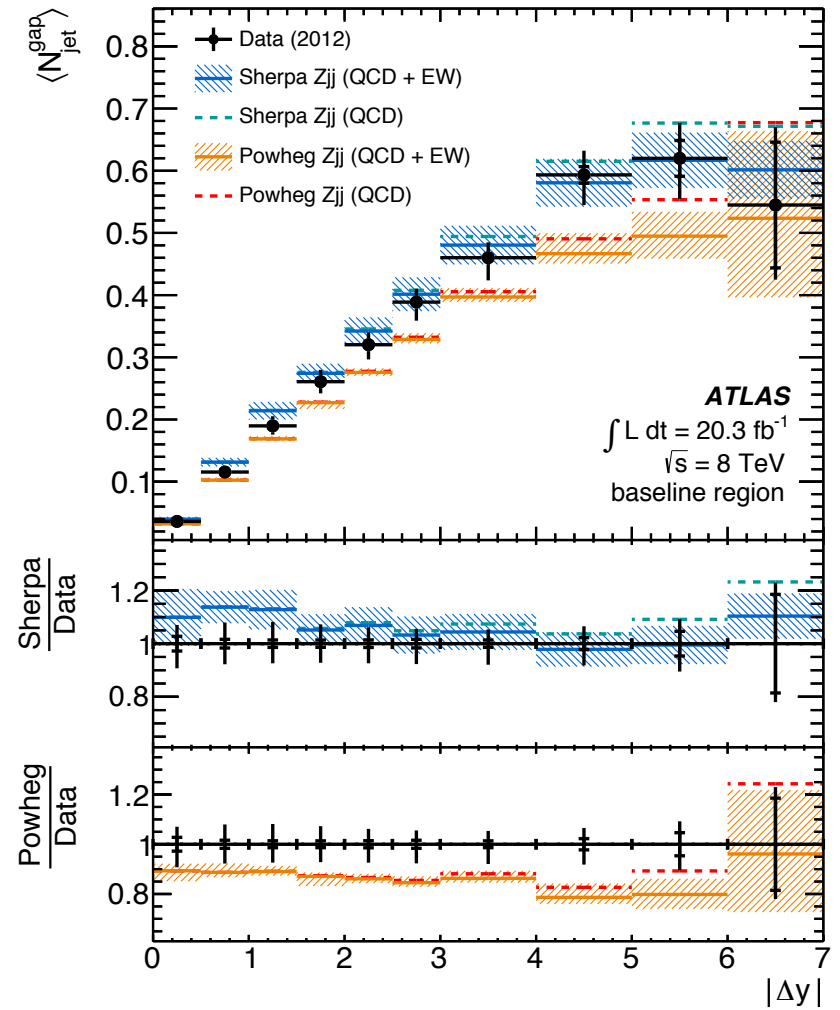 ⟨N^gap_jet⟩
0.8
0.7
0.6
0.5
0.4
0.3
0.2
0.1
Data (2012)
Sherpa Zjj (QCD + EW)
Sherpa Zjj (QCD)
Powheg Zjj (QCD + EW)
Powheg Zjj (QCD)
ATLAS
∫ L dt = 20.3 fb⁻¹
√s = 8 TeV
baseline region
Sherpa
Data
1.2
1
0.8
Powheg
Data
1.2
1
0.8
0 1 2 3 4 5 6 7
|Δy|